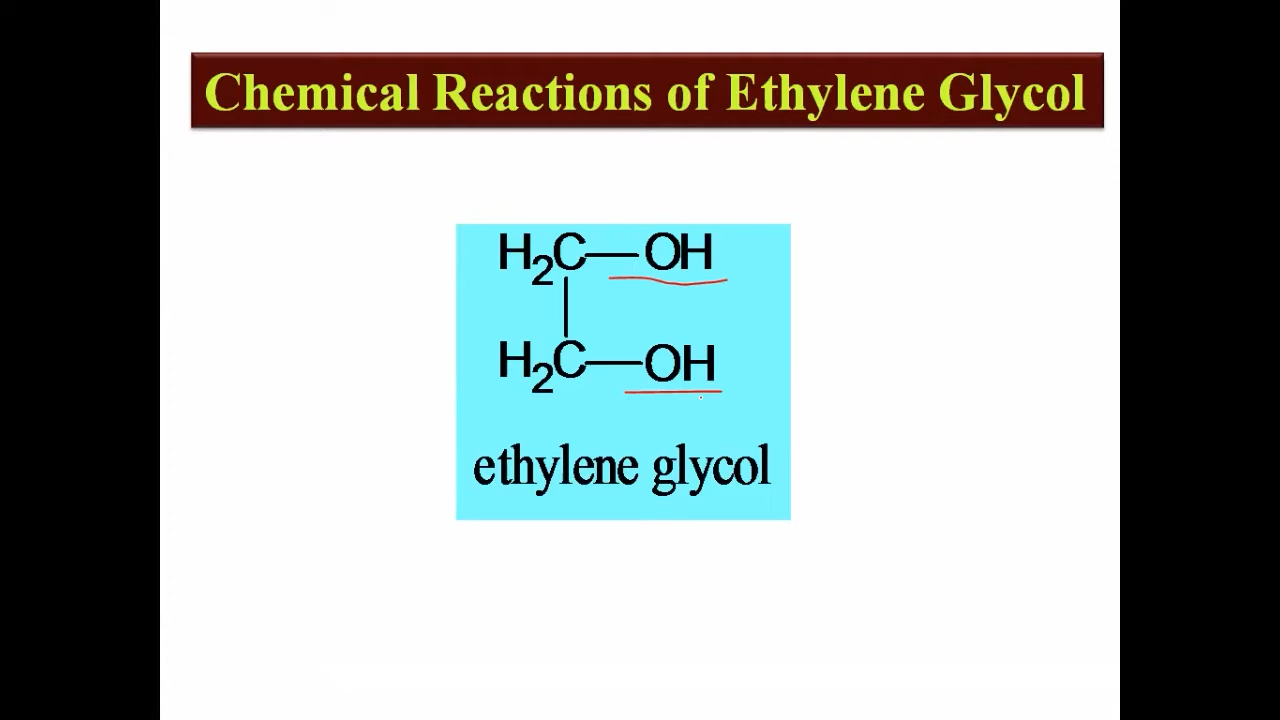 Chemical Reactions of Ethylene Glycol
H₂C—OH
H₂C—OH
ethylene glycol